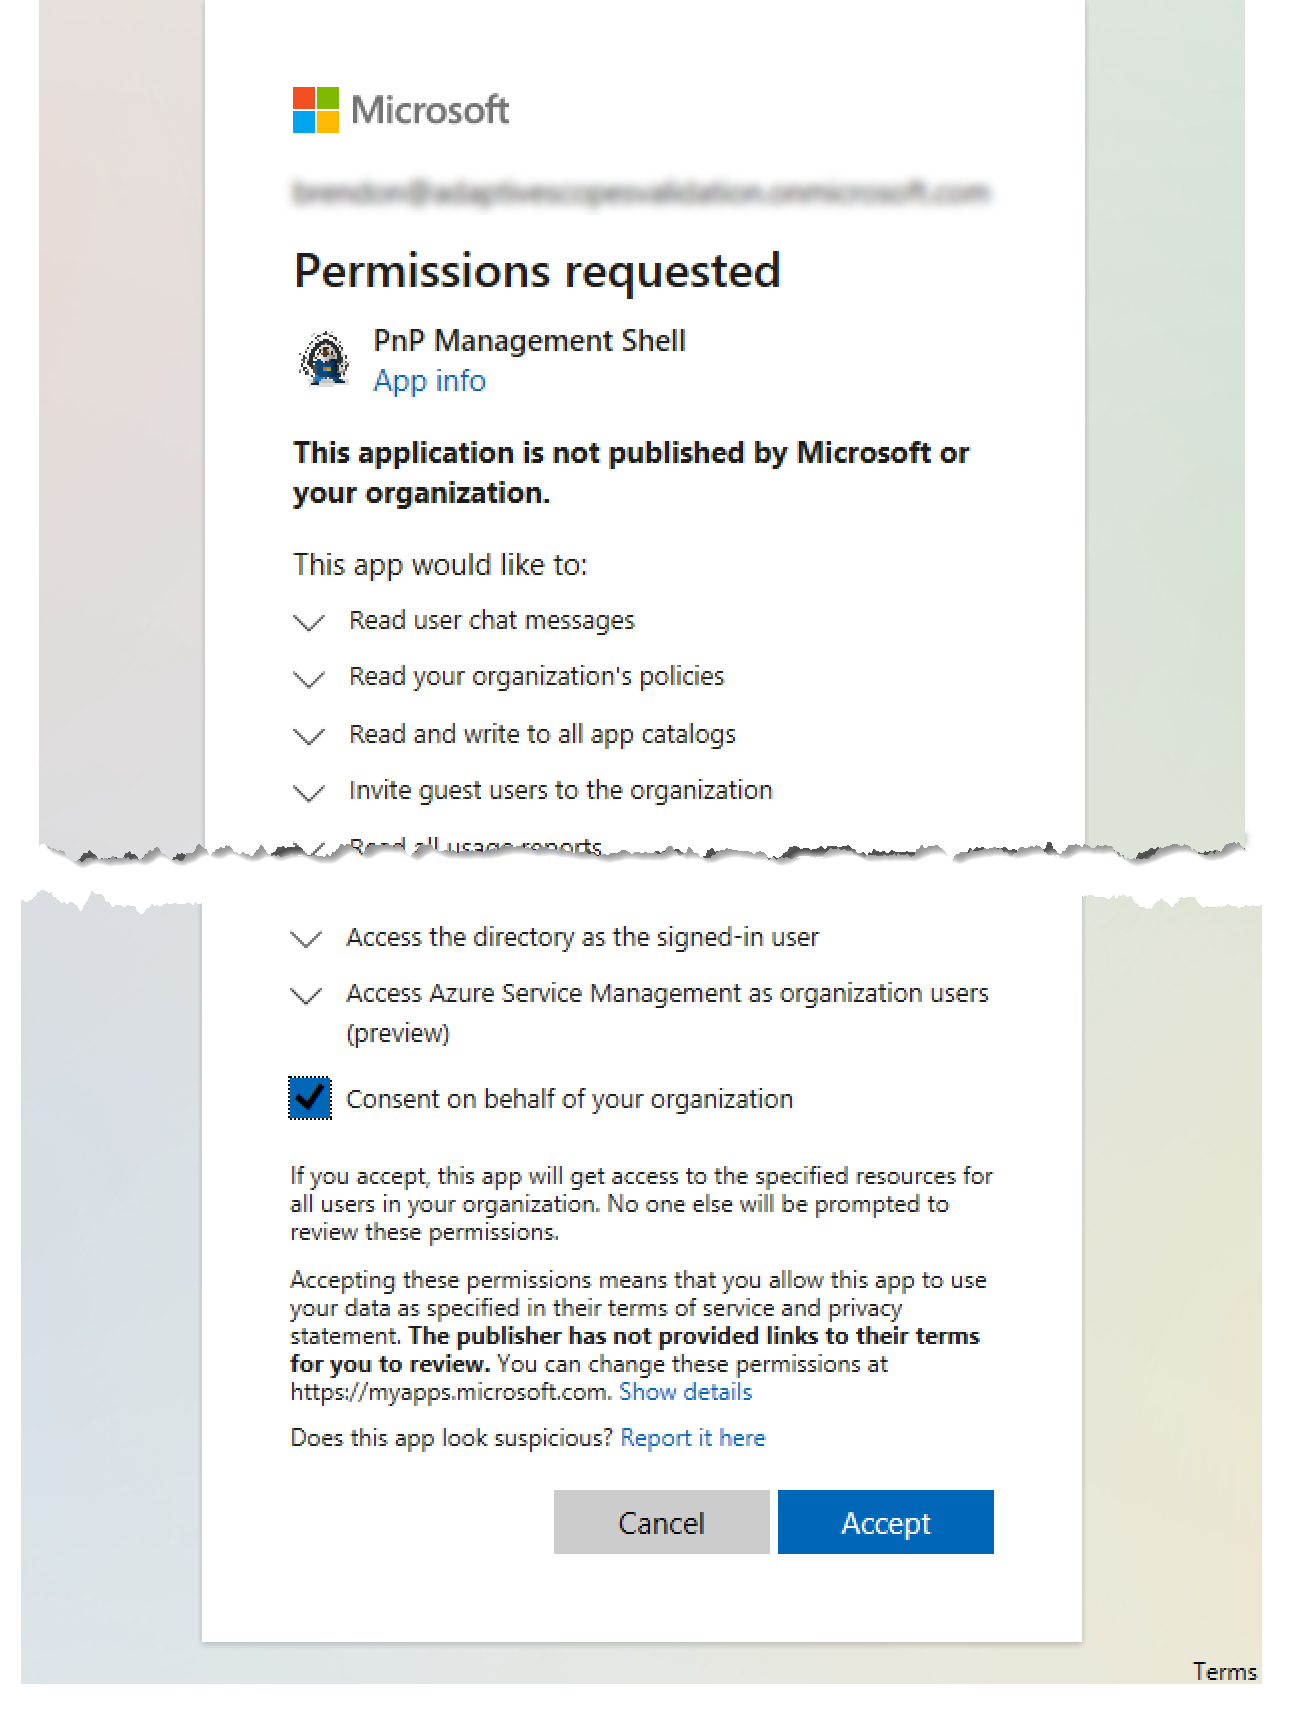 Microsoft
brendon@adaptivescopesvalidation.onmicrosoft.com
Permissions requested
PnP Management Shell
App info
This application is not published by Microsoft or
your organization.
This app would like to:
Read user chat messages
Read your organization's policies
Read and write to all app catalogs
Invite guest users to the organization
Read all usage reports
Access the directory as the signed-in user
Access Azure Service Management as organization users
(preview)
Consent on behalf of your organization
If you accept, this app will get access to the specified resources for
all users in your organization. No one else will be prompted to
review these permissions.
Accepting these permissions means that you allow this app to use
your data as specified in their terms of service and privacy
statement. The publisher has not provided links to their terms
for you to review. You can change these permissions at
https://myapps.microsoft.com. Show details
Does this app look suspicious? Report it here
Cancel
Accept
Terms